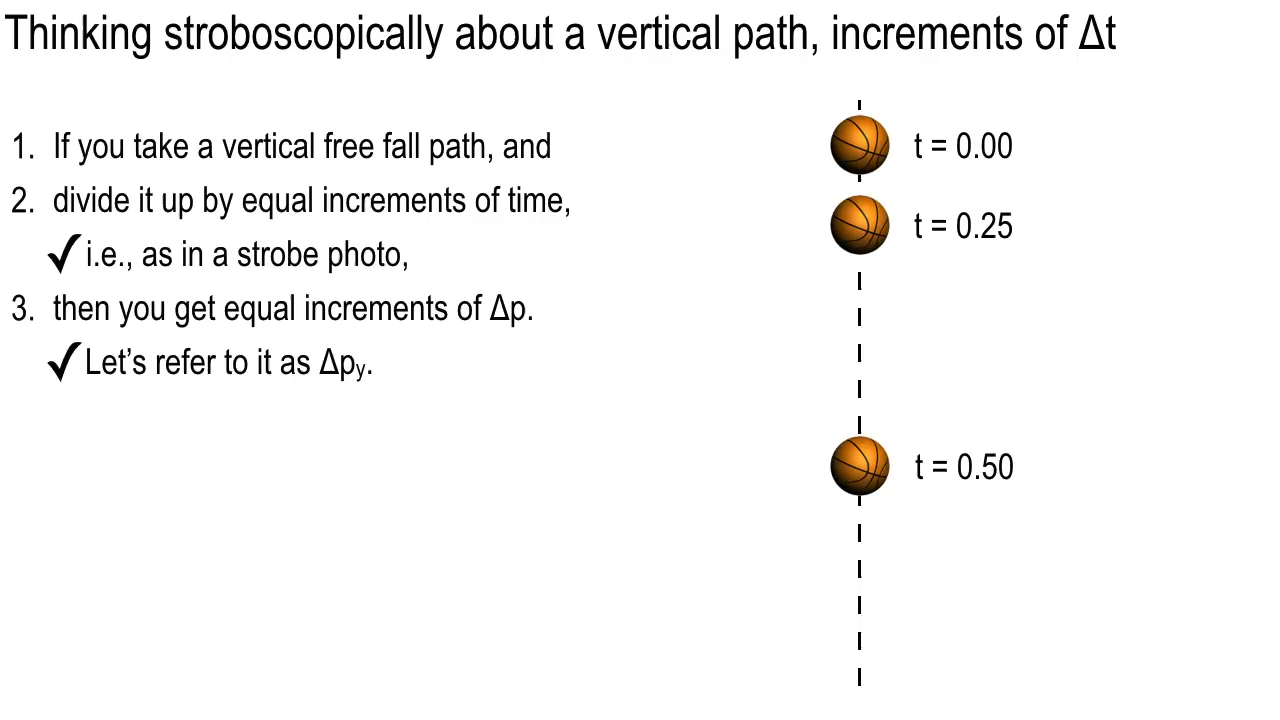 Thinking stroboscopically about a vertical path, increments of Δt
1. If you take a vertical free fall path, and
2. divide it up by equal increments of time,
✓ i.e., as in a strobe photo,
3. then you get equal increments of Δp.
✓ Let’s refer to it as Δpy.
t = 0.00
t = 0.25
t = 0.50